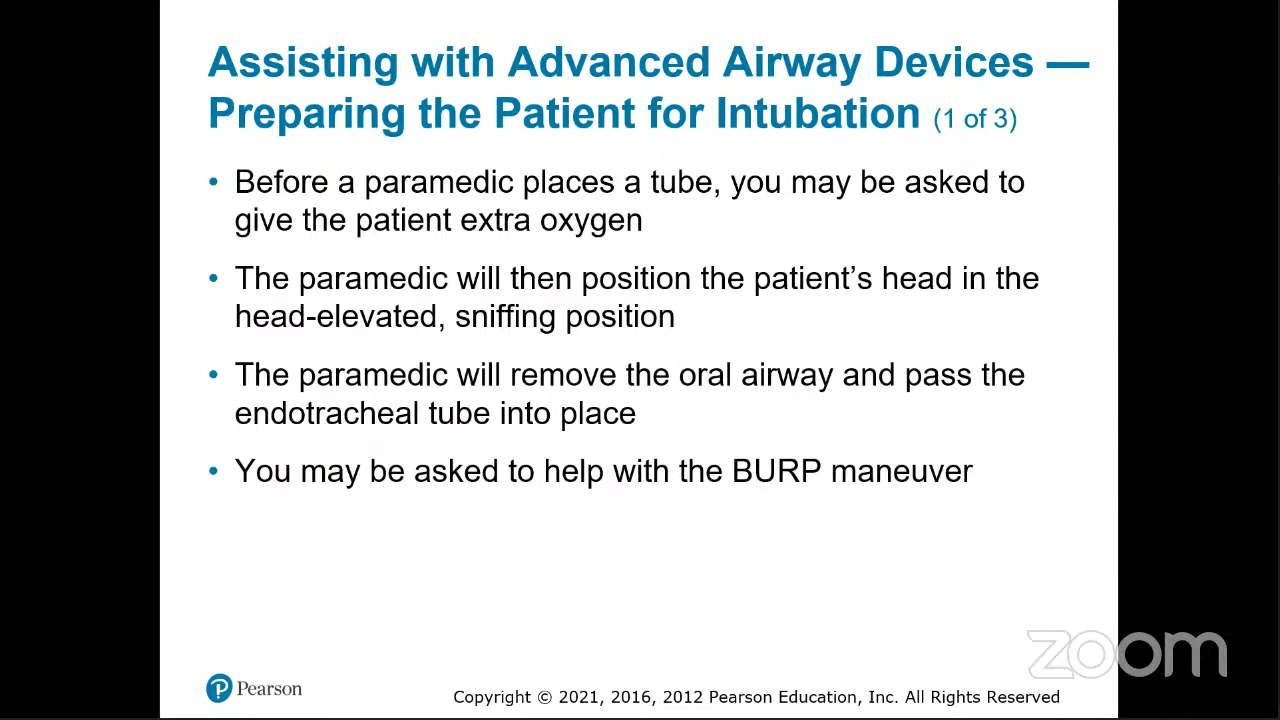 Assisting with Advanced Airway Devices —
Preparing the Patient for Intubation (1 of 3)
• Before a paramedic places a tube, you may be asked to
give the patient extra oxygen
• The paramedic will then position the patient’s head in the
head-elevated, sniffing position
• The paramedic will remove the oral airway and pass the
endotracheal tube into place
• You may be asked to help with the BURP maneuver
zoom
P Pearson
Copyright © 2021, 2016, 2012 Pearson Education, Inc. All Rights Reserved